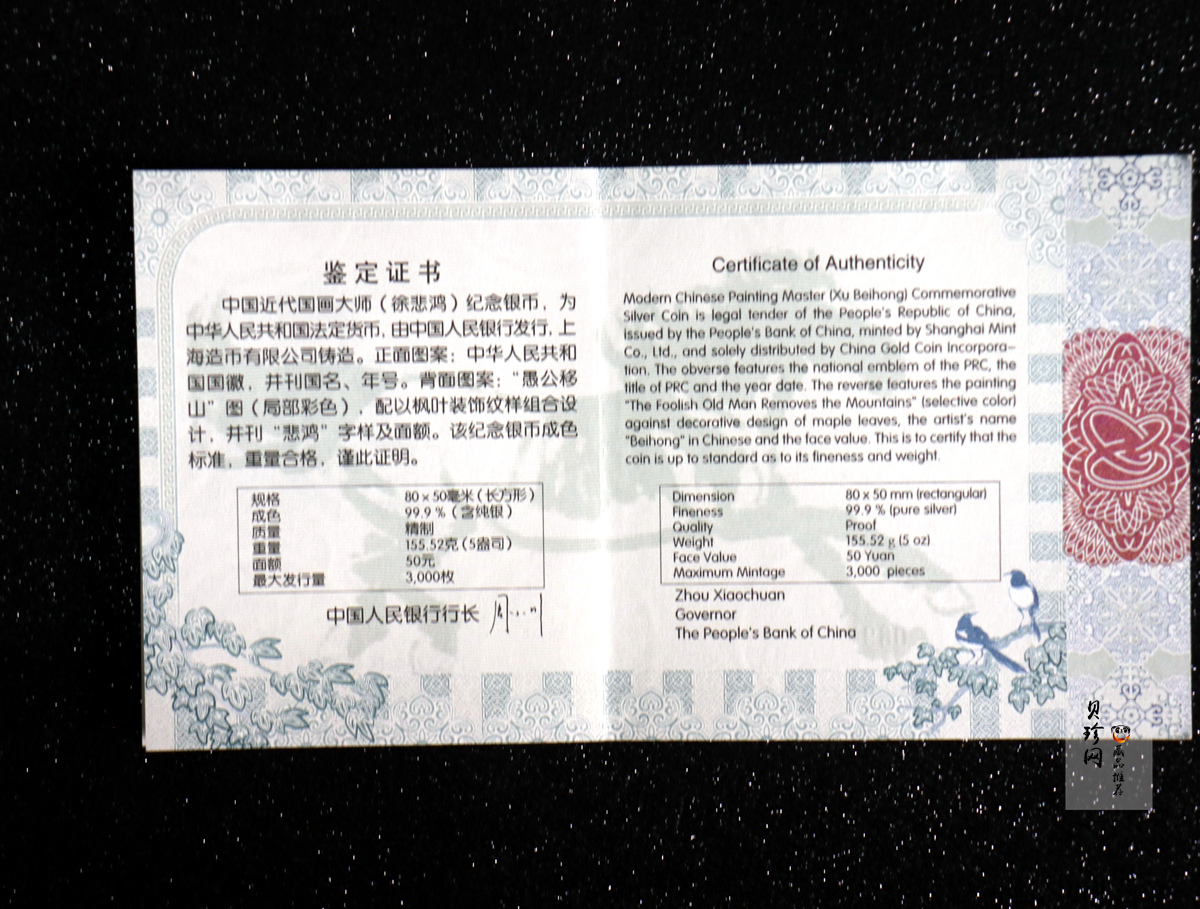 鉴定证书
中国近代国画大师（徐悲鸿）纪念银币，为
中华人民共和国法定货币，由中国人民银行发行，上
海造币有限公司铸造。正面图案：中华人民共和
国国徽，并刊国名、年号。背面图案：“愚公移
山”图（局部彩色），配以枫叶装饰纹样组合设
计，并刊“悲鸿”字样及面额。该纪念银币成色
标准，重量合格，谨此证明。
规格 80×50毫米（长方形）
成色 99.9％（含纯银）
质量 精制
重量 155.52克（5盎司）
面额 50元
最大发行量 3,000枚
中国人民银行行长
Certificate of Authenticity
Modern Chinese Painting Master (Xu Beihong) Commemorative
Silver Coin is legal tender of the People's Republic of China,
issued by the People's Bank of China, minted by Shanghai Mint
Co., Ltd., and solely distributed by China Gold Coin Incorpora-
tion. The obverse features the national emblem of the PRC, the
title of PRC and the year date. The reverse features the painting
"The Foolish Old Man Removes the Mountains" (selective color)
against decorative design of maple leaves, the artist's name
"Beihong" in Chinese and the face value. This is to certify that the
coin is up to standard as to its fineness and weight.
Dimension 80 x 50 mm (rectangular)
Fineness 99.9 % (pure silver)
Quality Proof
Weight 155.52 g (5 oz)
Face Value 50 Yuan
Maximum Mintage 3,000 pieces
Zhou Xiaochuan
Governor
The People's Bank of China
贝珍网
藏品推荐